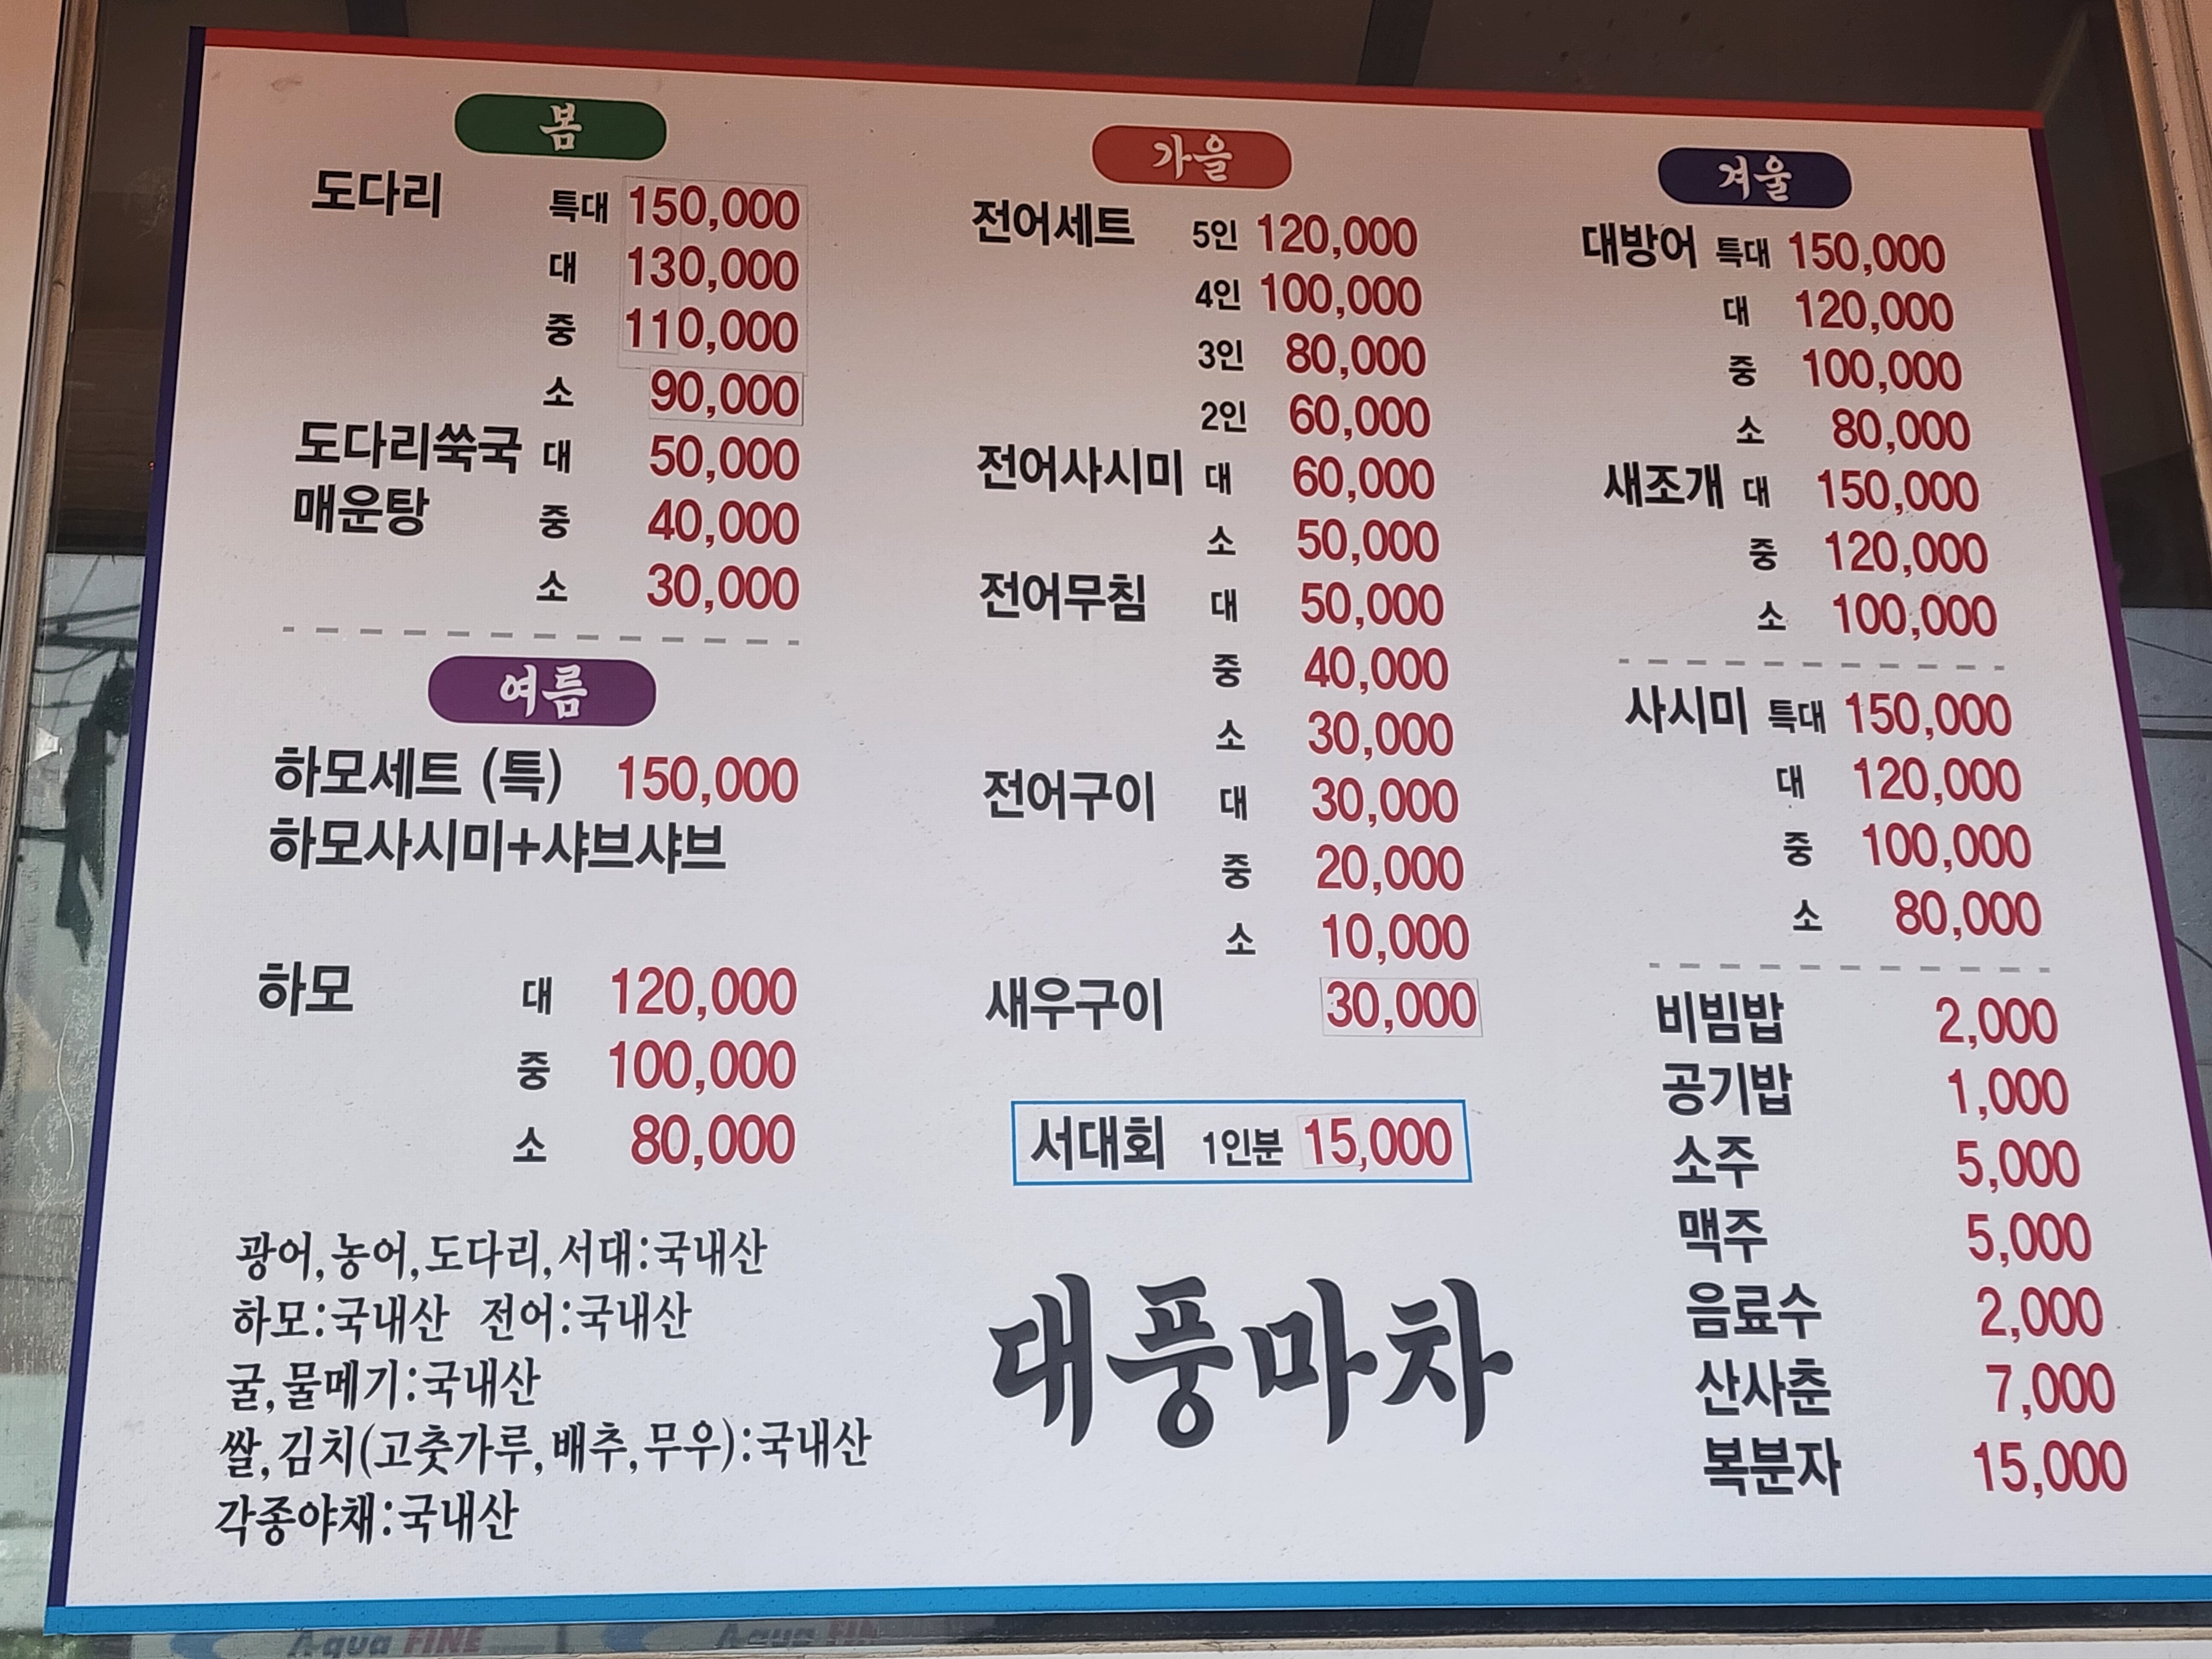 봄
도다리 특대 150,000
대 130,000
중 110,000
소 90,000
도다리쑥국 대 50,000
매운탕 중 40,000
소 30,000
여름
하모세트 (특) 150,000
하모사시미+샤브샤브
하모 대 120,000
중 100,000
소 80,000
광어,농어,도다리,서대:국내산
하모:국내산 전어:국내산
굴,물메기:국내산
쌀,김치(고춧가루,배추,무우):국내산
각종야채:국내산
가을
전어세트 5인 120,000
4인 100,000
3인 80,000
2인 60,000
전어사시미 대 60,000
소 50,000
전어무침 대 50,000
중 40,000
소 30,000
전어구이 대 30,000
중 20,000
소 10,000
새우구이 30,000
서대회 1인분 15,000
대풍마차
겨울
대방어 특대 150,000
대 120,000
중 100,000
소 80,000
새조개 대 150,000
중 120,000
소 100,000
사시미 특대 150,000
대 120,000
중 100,000
소 80,000
비빔밥 2,000
공기밥 1,000
소주 5,000
맥주 5,000
음료수 2,000
산사춘 7,000
복분자 15,000
Aqua FINE